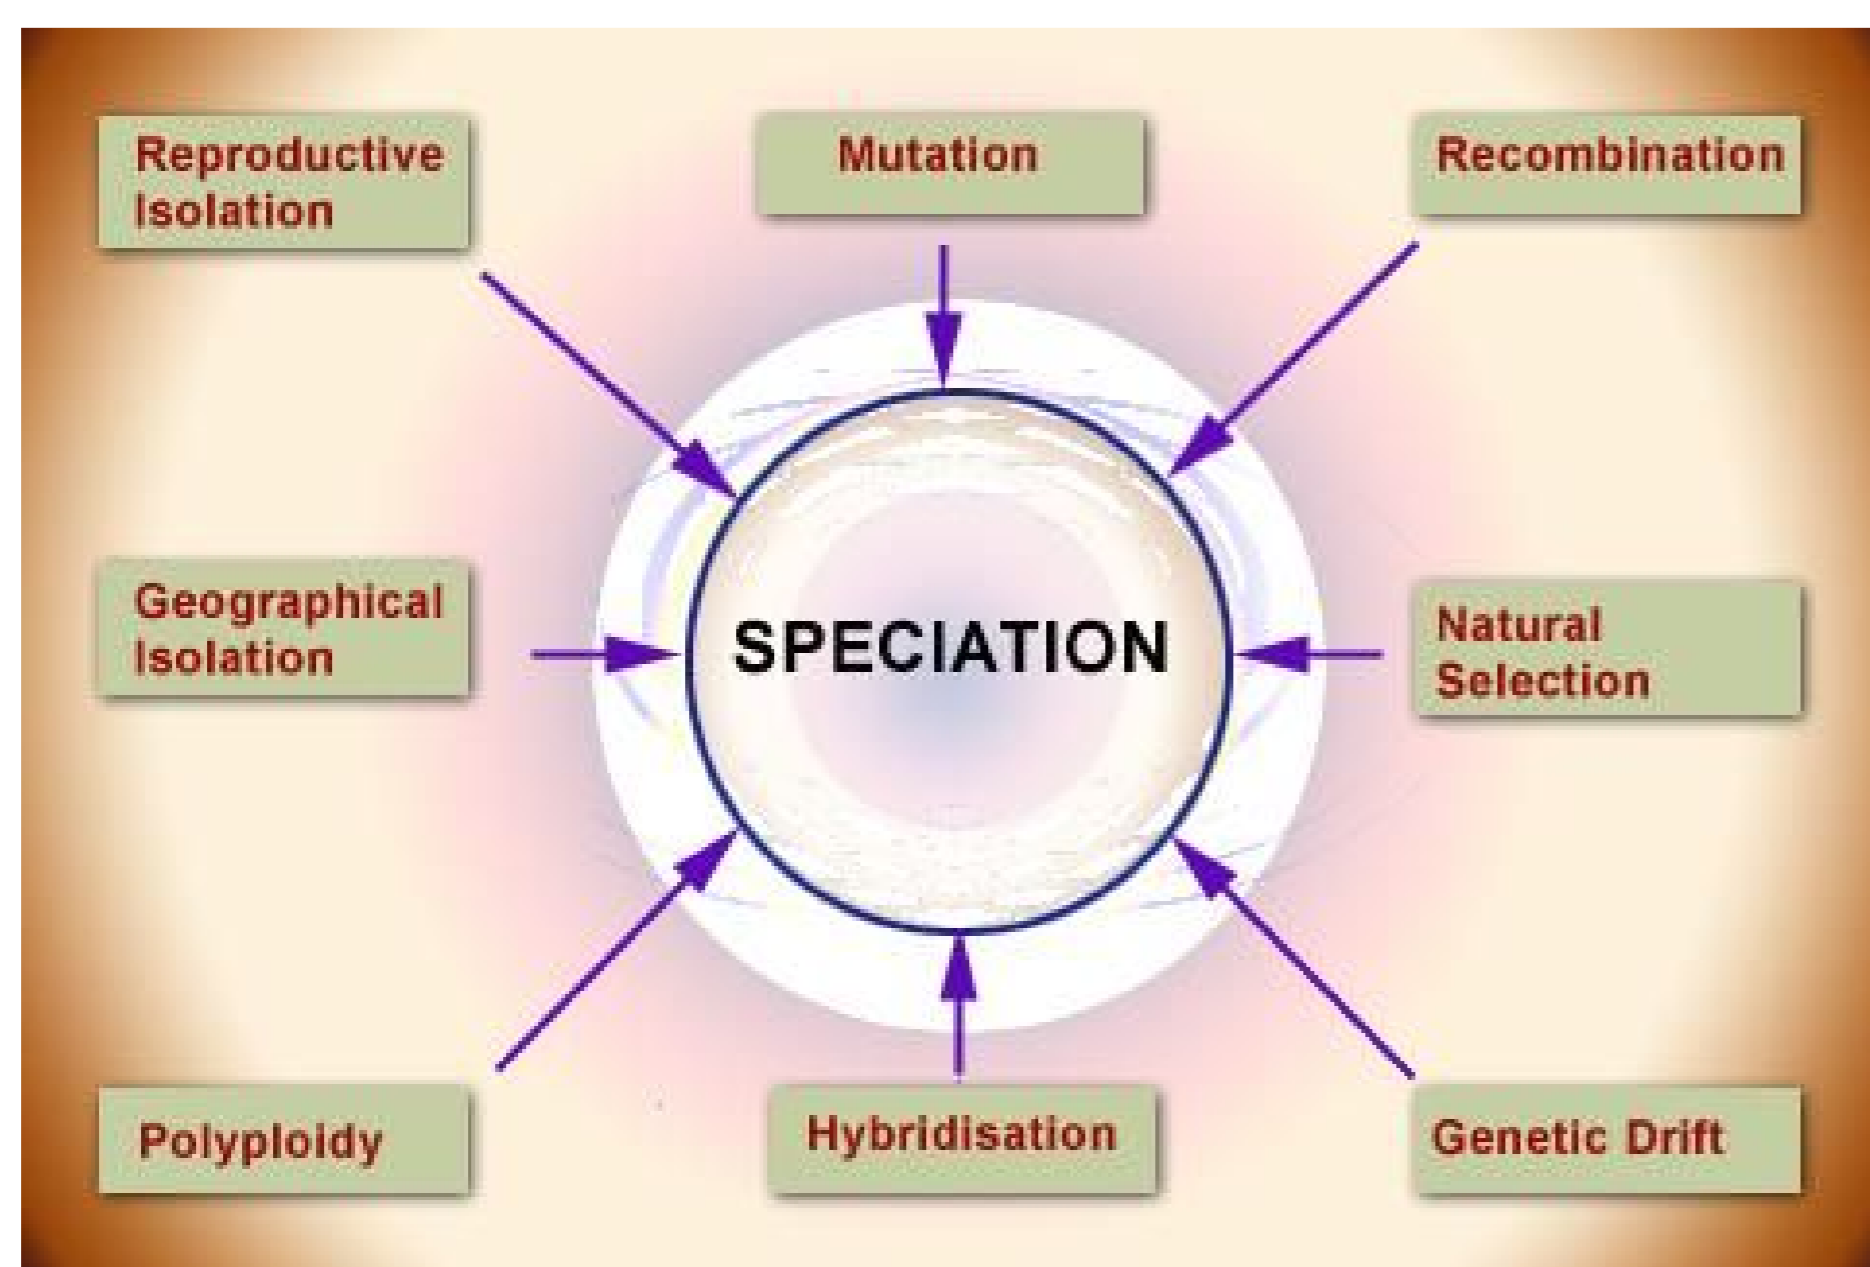 Reproductive
Isolation
Mutation
Recombination
Geographical
Isolation
SPECIATION
Natural
Selection
Polyploidy
Hybridisation
Genetic Drift